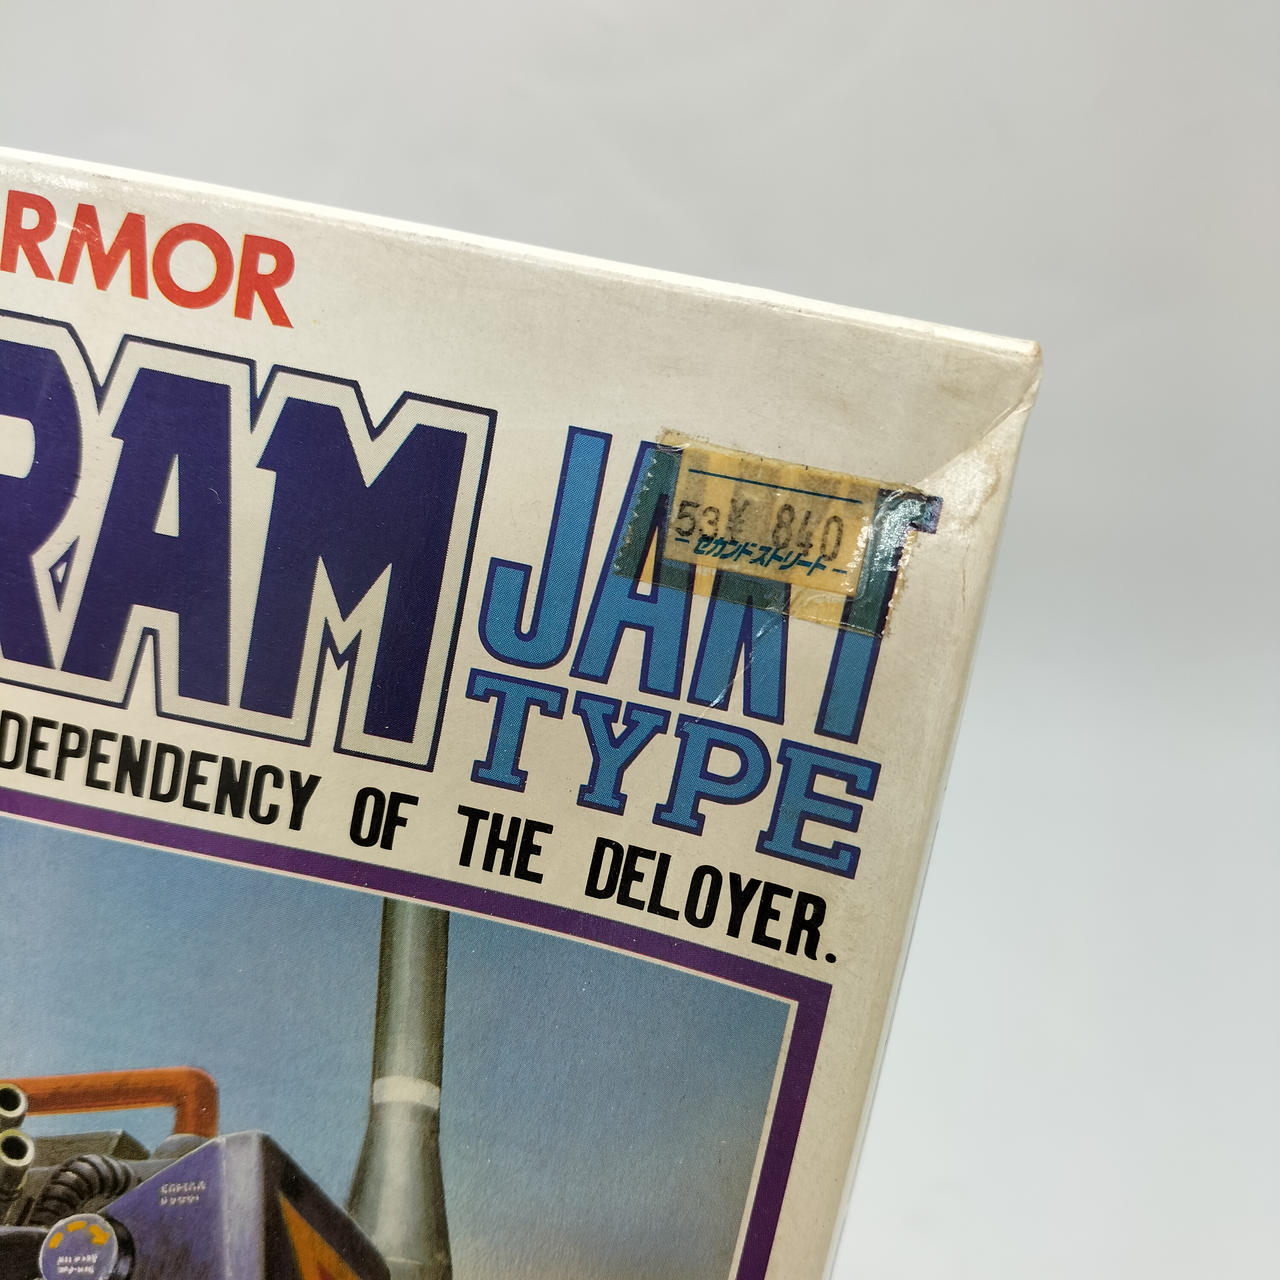 RMOR
RAM
JAKT
TYPE
53 ¥ 840
- セカンドストリート -
DEPENDENCY OF THE DELOYER.